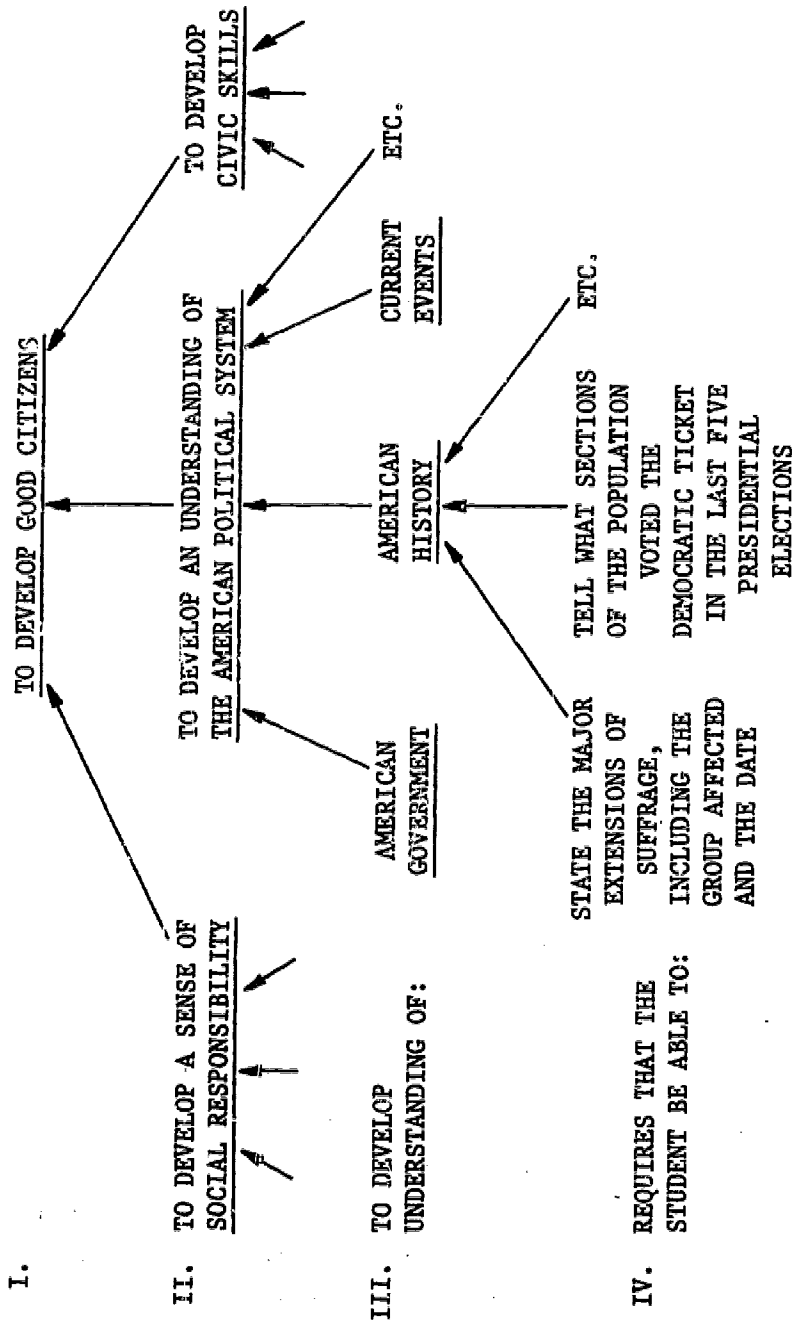 I.
TO DEVELOP GOOD CITIZENS
II.
TO DEVELOP A SENSE OF
SOCIAL RESPONSIBILITY
TO DEVELOP AN UNDERSTANDING OF
THE AMERICAN POLITICAL SYSTEM
TO DEVELOP
CIVIC SKILLS
III.
TO DEVELOP
UNDERSTANDING OF:
AMERICAN
GOVERNMENT
AMERICAN
HISTORY
CURRENT
EVENTS
ETC.
IV.
REQUIRES THAT THE
STUDENT BE ABLE TO:
STATE THE MAJOR
EXTENSIONS OF
SUFFRAGE,
INCLUDING THE
GROUP AFFECTED
AND THE DATE
TELL WHAT SECTIONS
OF THE POPULATION
VOTED THE
DEMOCRATIC TICKET
IN THE LAST FIVE
PRESIDENTIAL
ELECTIONS
ETC.